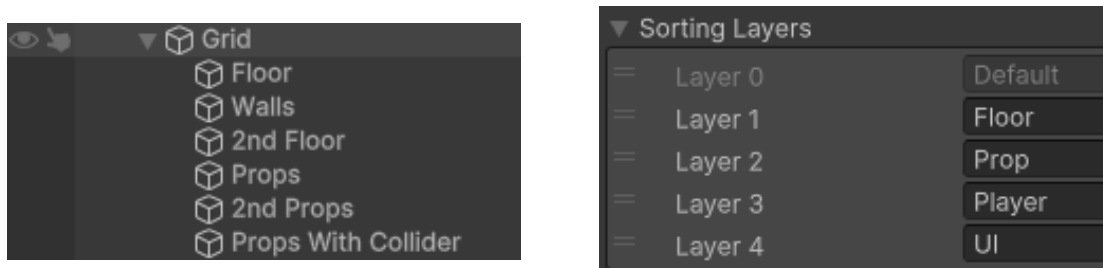 Grid
Floor
Walls
2nd Floor
Props
2nd Props
Props With Collider
Sorting Layers
Layer 0 Default
Layer 1 Floor
Layer 2 Prop
Layer 3 Player
Layer 4 UI